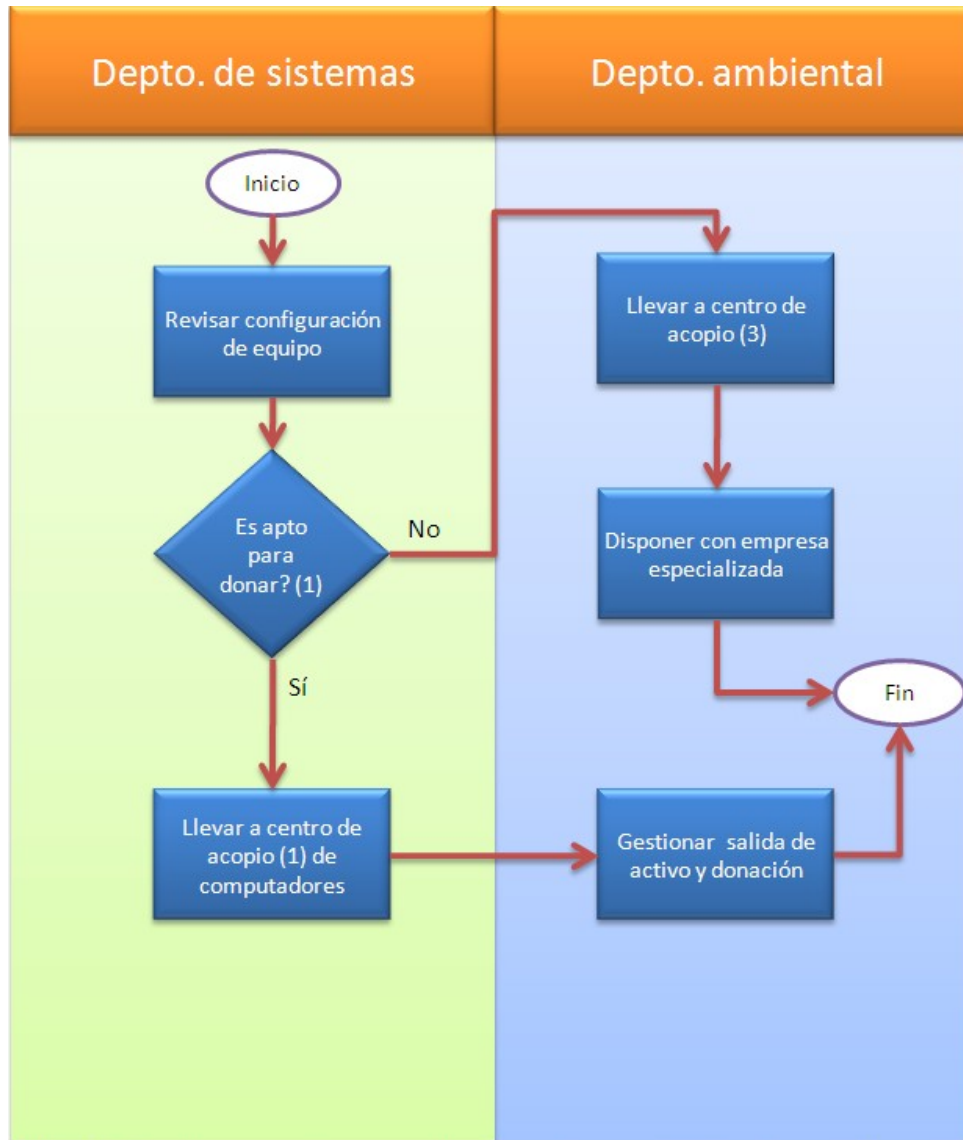 Depto. de sistemas
Depto. ambiental
Inicio
Revisar configuración
de equipo
Es apto
para
donar? (1)
No
Sí
Llevar a centro de
acopio (1) de
computadores
Llevar a centro de
acopio (3)
Disponer con empresa
especializada
Gestionar salida de
activo y donación
Fin